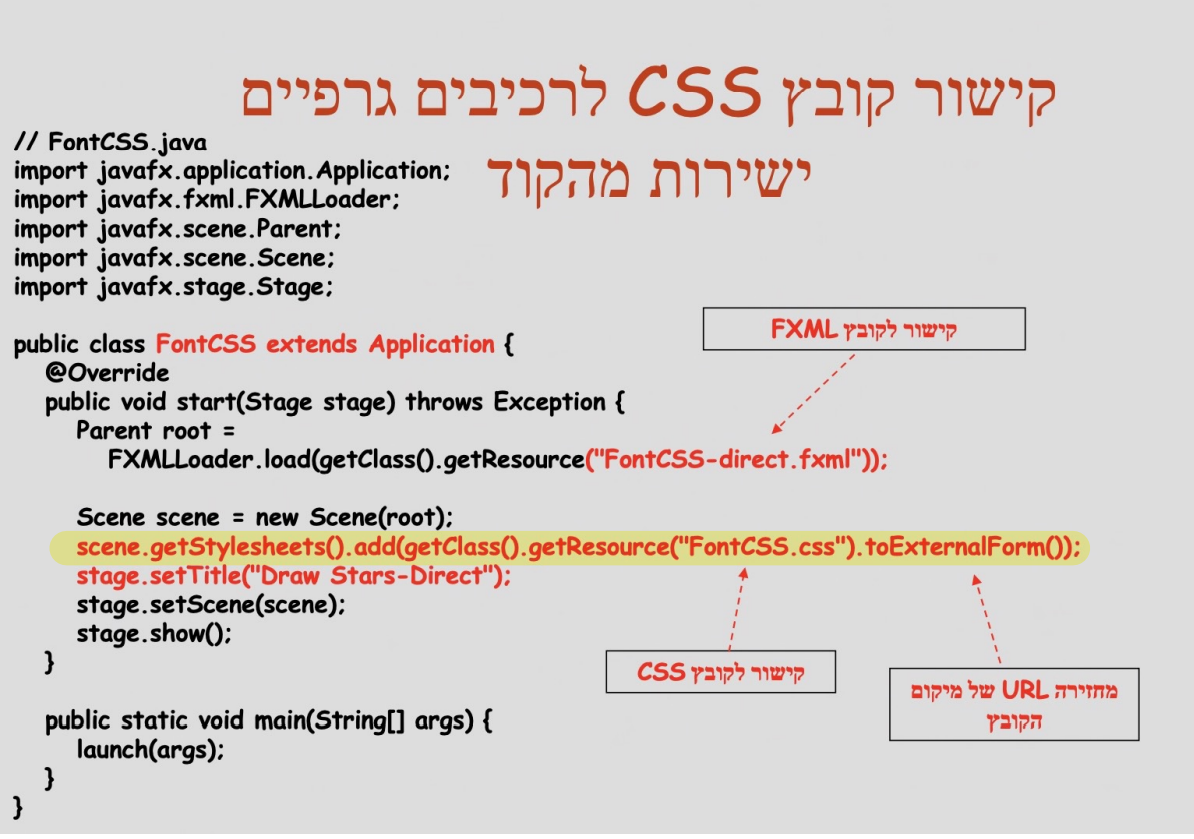 קישור קובץ CSS לרכיבים גרפיים
ישירות מהקוד
// FontCSS.java
import javafx.application.Application;
import javafx.fxml.FXMLLoader;
import javafx.scene.Parent;
import javafx.scene.Scene;
import javafx.stage.Stage;
public class FontCSS extends Application {
@Override
public void start(Stage stage) throws Exception {
Parent root =
FXMLLoader.load(getClass().getResource("FontCSS-direct.fxml"));
קישור לקובץ FXML
Scene scene = new Scene(root);
scene.getStylesheets().add(getClass().getResource("FontCSS.css").toExternalForm());
stage.setTitle("Draw Stars-Direct");
stage.setScene(scene);
stage.show();
}
קישור לקובץ CSS
מחזירה URL של מיקום
הקובץ
public static void main(String[] args) {
launch(args);
}
}